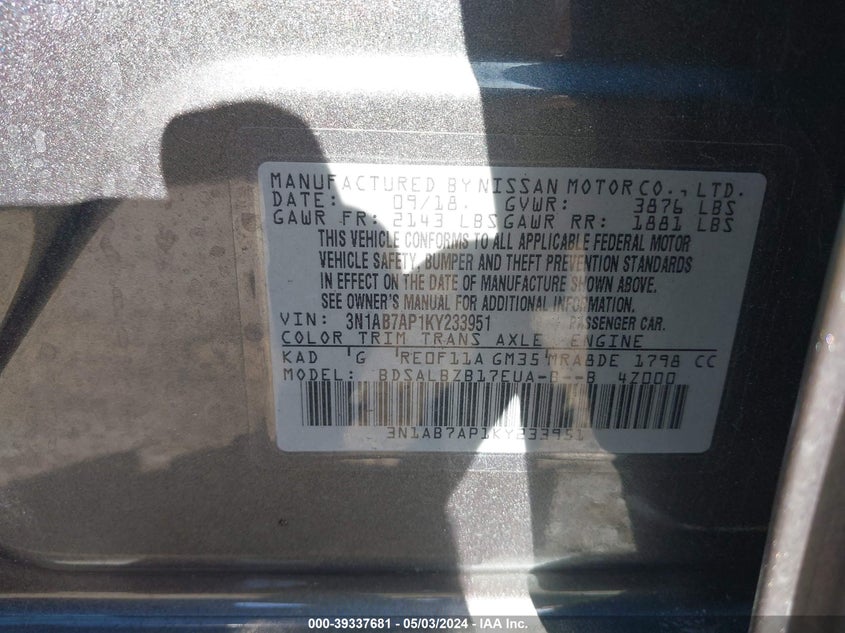 MANUFACTURED BY NISSAN MOTOR CO., LTD.
DATE: 09/18. GVWR: 3876 LBS
GAWR FR: 2143 LBS GAWR RR: 1881 LBS
THIS VEHICLE CONFORMS TO ALL APPLICABLE FEDERAL MOTOR
VEHICLE SAFETY, BUMPER AND THEFT PREVENTION STANDARDS
IN EFFECT ON THE DATE OF MANUFACTURE SHOWN ABOVE.
SEE OWNER'S MANUAL FOR ADDITIONAL INFORMATION.
VIN: 3N1AB7AP1KY233951 PASSENGER CAR.
COLOR TRIM TRANS AXLE ENGINE
KAD G RE0F11A GM35 MRA8DE 1798 CC
MODEL: BDSALBZB17EUA-B--B 4Z000
3N1AB7AP1KY233951
000-39337681 - 05/03/2024 - IAA Inc.